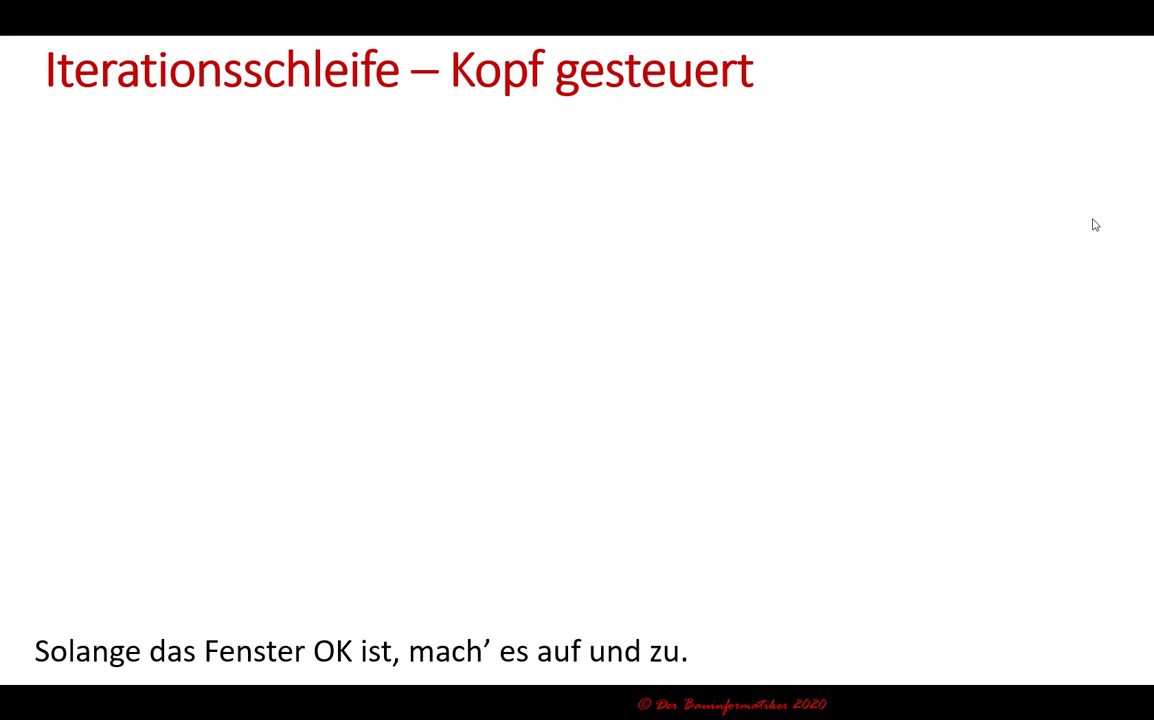 Iterationsschleife – Kopf gesteuert
Solange das Fenster OK ist, mach’ es auf und zu.
© Der Bauinformatiker 2020